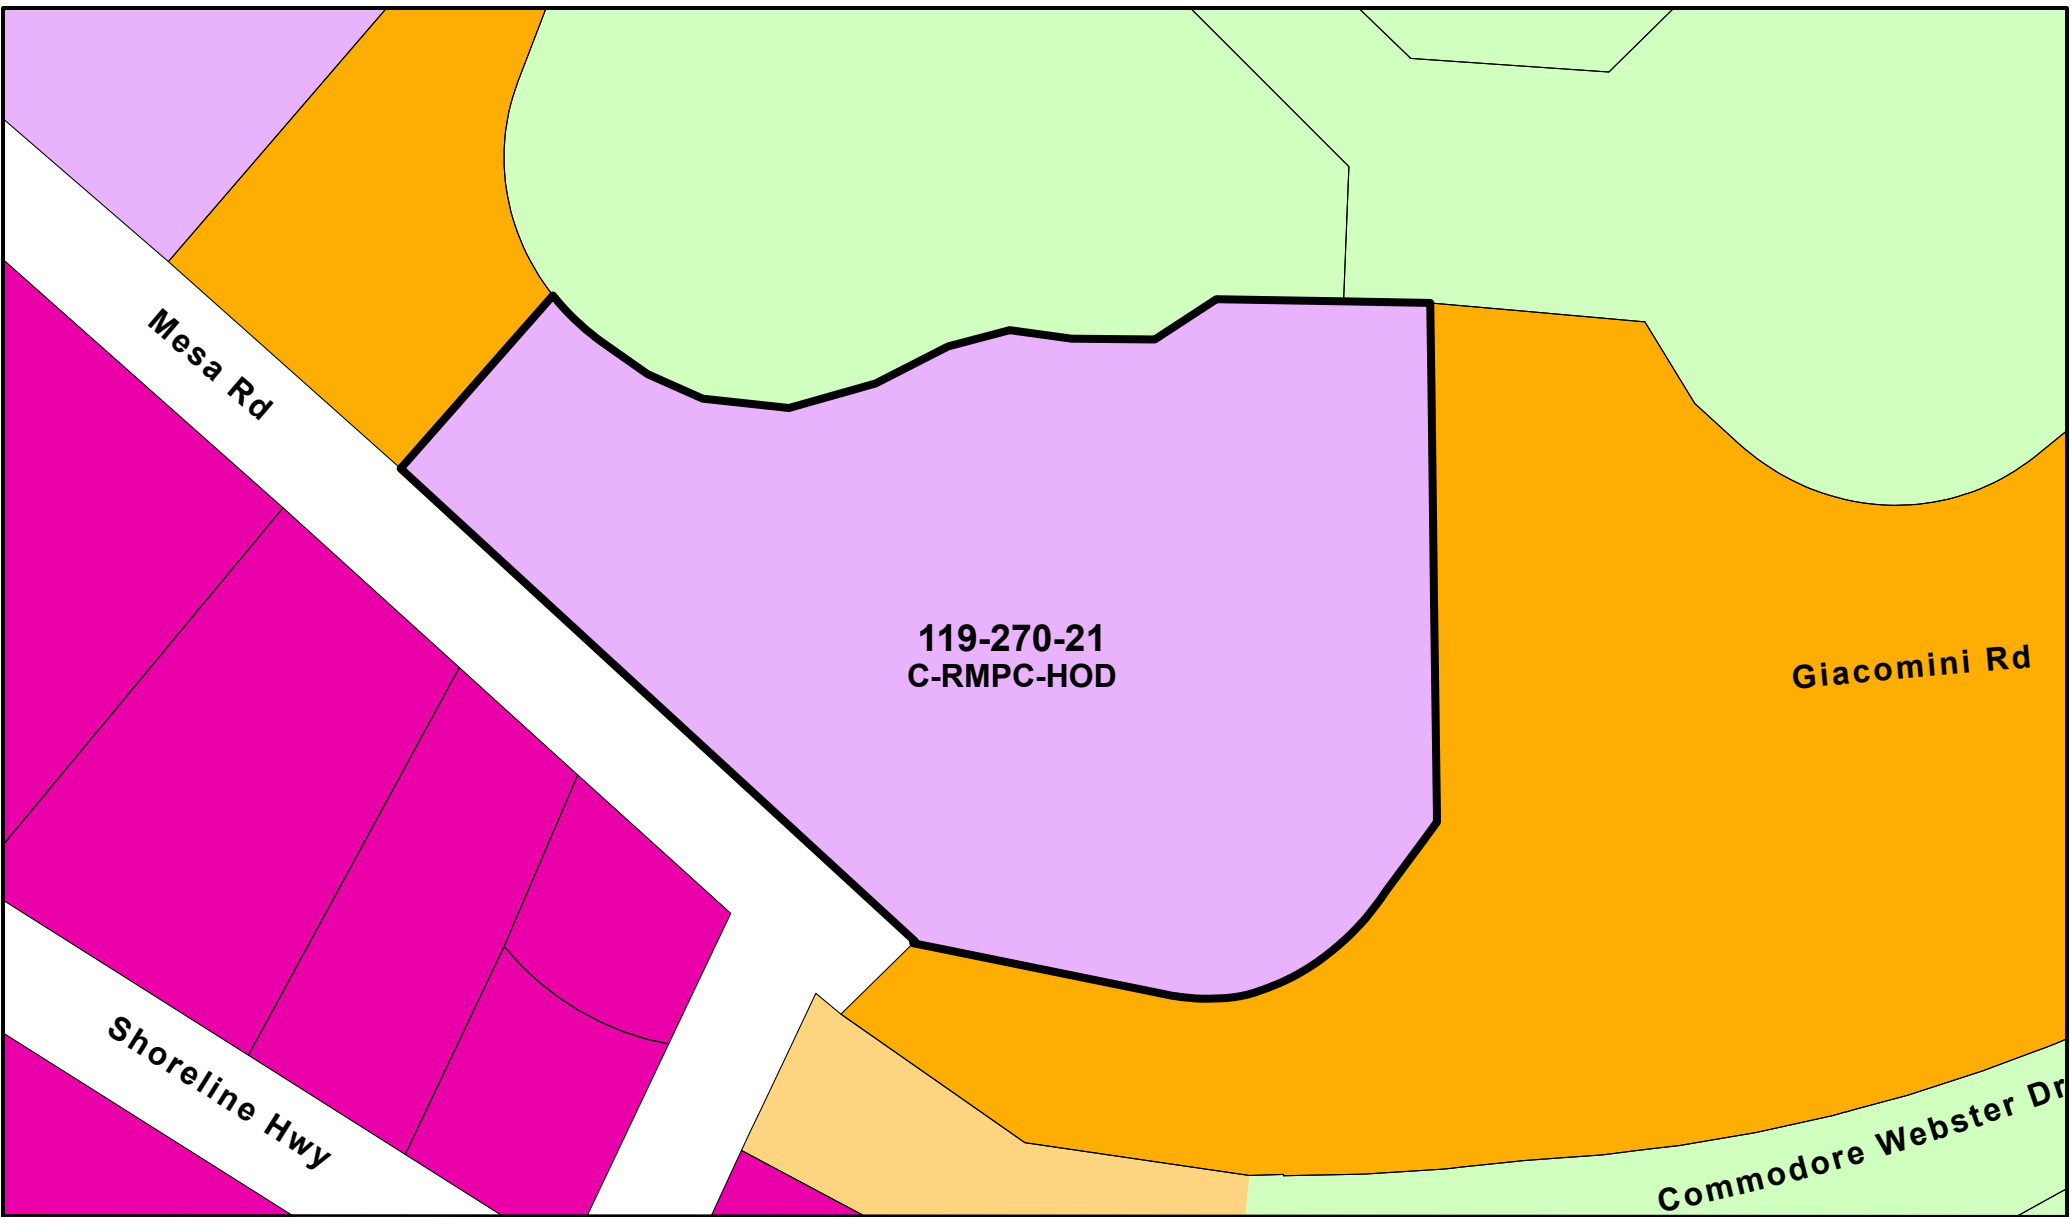 Mesa Rd
119-270-21
C-RMPC-HOD
Giacomini Rd
Shoreline Hwy
Commodore Webster Dr